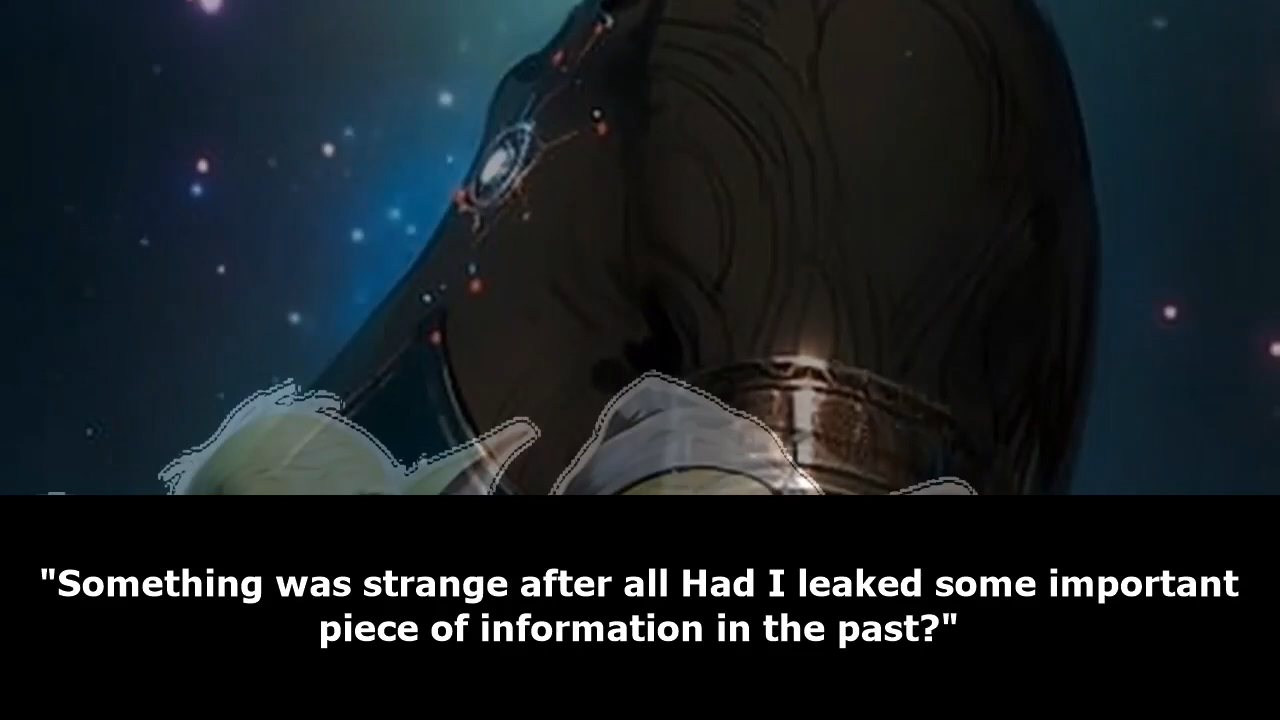 "Something was strange after all Had I leaked some important
piece of information in the past?"